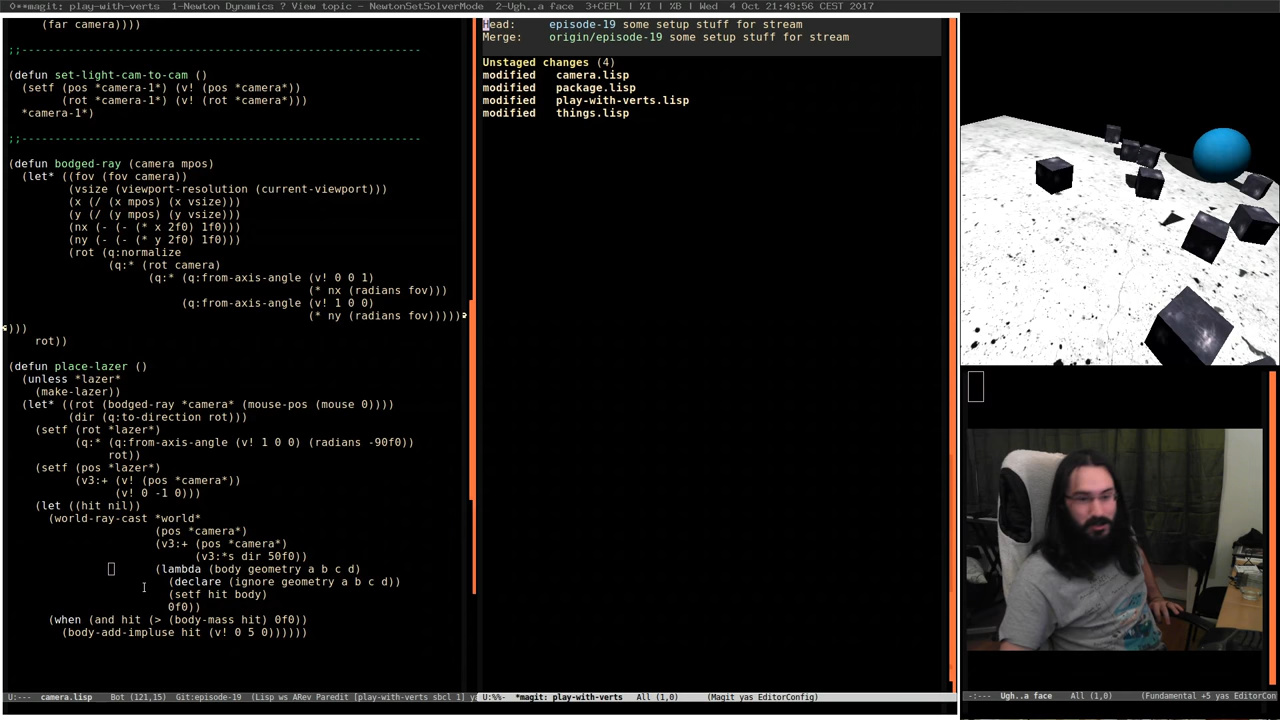 0**magit: play-with-verts  1-Newton Dynamics ? View topic - NewtonSetSolverMode  2-Ugh..a face  3+CEPL | XI | %B | Wed  4 Oct 21:49:56 CEST 2017
(far camera))))
;;-------------------------------------------------------------
(defun set-light-cam-to-cam ()
(setf (pos *camera-1*) (v! (pos *camera*))
(rot *camera-1*) (v! (rot *camera*)))
*camera-1*)
;;-------------------------------------------------------------
(defun bodged-ray (camera mpos)
(let* ((fov (fov camera))
(vsize (viewport-resolution (current-viewport)))
(x (/ (x mpos) (x vsize)))
(y (/ (y mpos) (y vsize)))
(nx (- (- (* x 2f0) 1f0)))
(ny (- (- (* y 2f0) 1f0)))
(rot (q:normalize
(q:* (rot camera)
(q:* (q:from-axis-angle (v! 0 0 1)
(* nx (radians fov)))
(q:from-axis-angle (v! 1 0 0)
(* ny (radians fov)))))
)))
rot))
(defun place-lazer ()
(unless *lazer*
(make-lazer))
(let* ((rot (bodged-ray *camera* (mouse-pos (mouse 0))))
(dir (q:to-direction rot)))
(setf (rot *lazer*)
(q:* (q:from-axis-angle (v! 1 0 0) (radians -90f0))
rot))
(setf (pos *lazer*)
(v3:+ (v! (pos *camera*))
(v! 0 -1 0)))
(let ((hit nil))
(world-ray-cast *world*
(pos *camera*)
(v3:+ (pos *camera*)
(v3:*s dir 50f0))
(lambda (body geometry a b c d)
(declare (ignore geometry a b c d))
(setf hit body)
0f0))
(when (and hit (> (body-mass hit) 0f0))
(body-add-impluse hit (v! 0 5 0))))))
U:---  camera.lisp   Bot (121,15)  Git:episode-19  (Lisp ws ARev Paredit [play-with-verts sbcl 1] y
Head:     episode-19 some setup stuff for stream
Merge:    origin/episode-19 some setup stuff for stream
Unstaged changes (4)
modified   camera.lisp
modified   package.lisp
modified   play-with-verts.lisp
modified   things.lisp
U:%%-  *magit: play-with-verts   All (1,0)     (Magit yas EditorConfig)
-:---  Ugh..a face   All (1,0)     (Fundamental +5 yas EditorCon